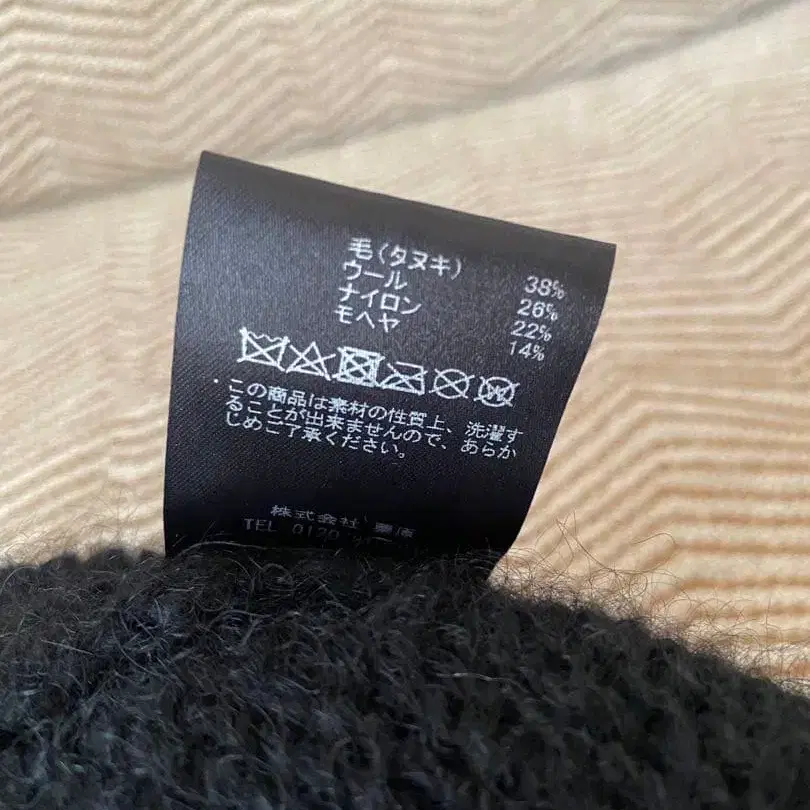 毛(タヌキ) 38%
ウール 26%
ナイロン 22%
モヘヤ 14%
・この商品は素材の性質上、洗濯す
ることが出来ませんので、あらか
じめご了承ください。
株式会社
TEL 0120